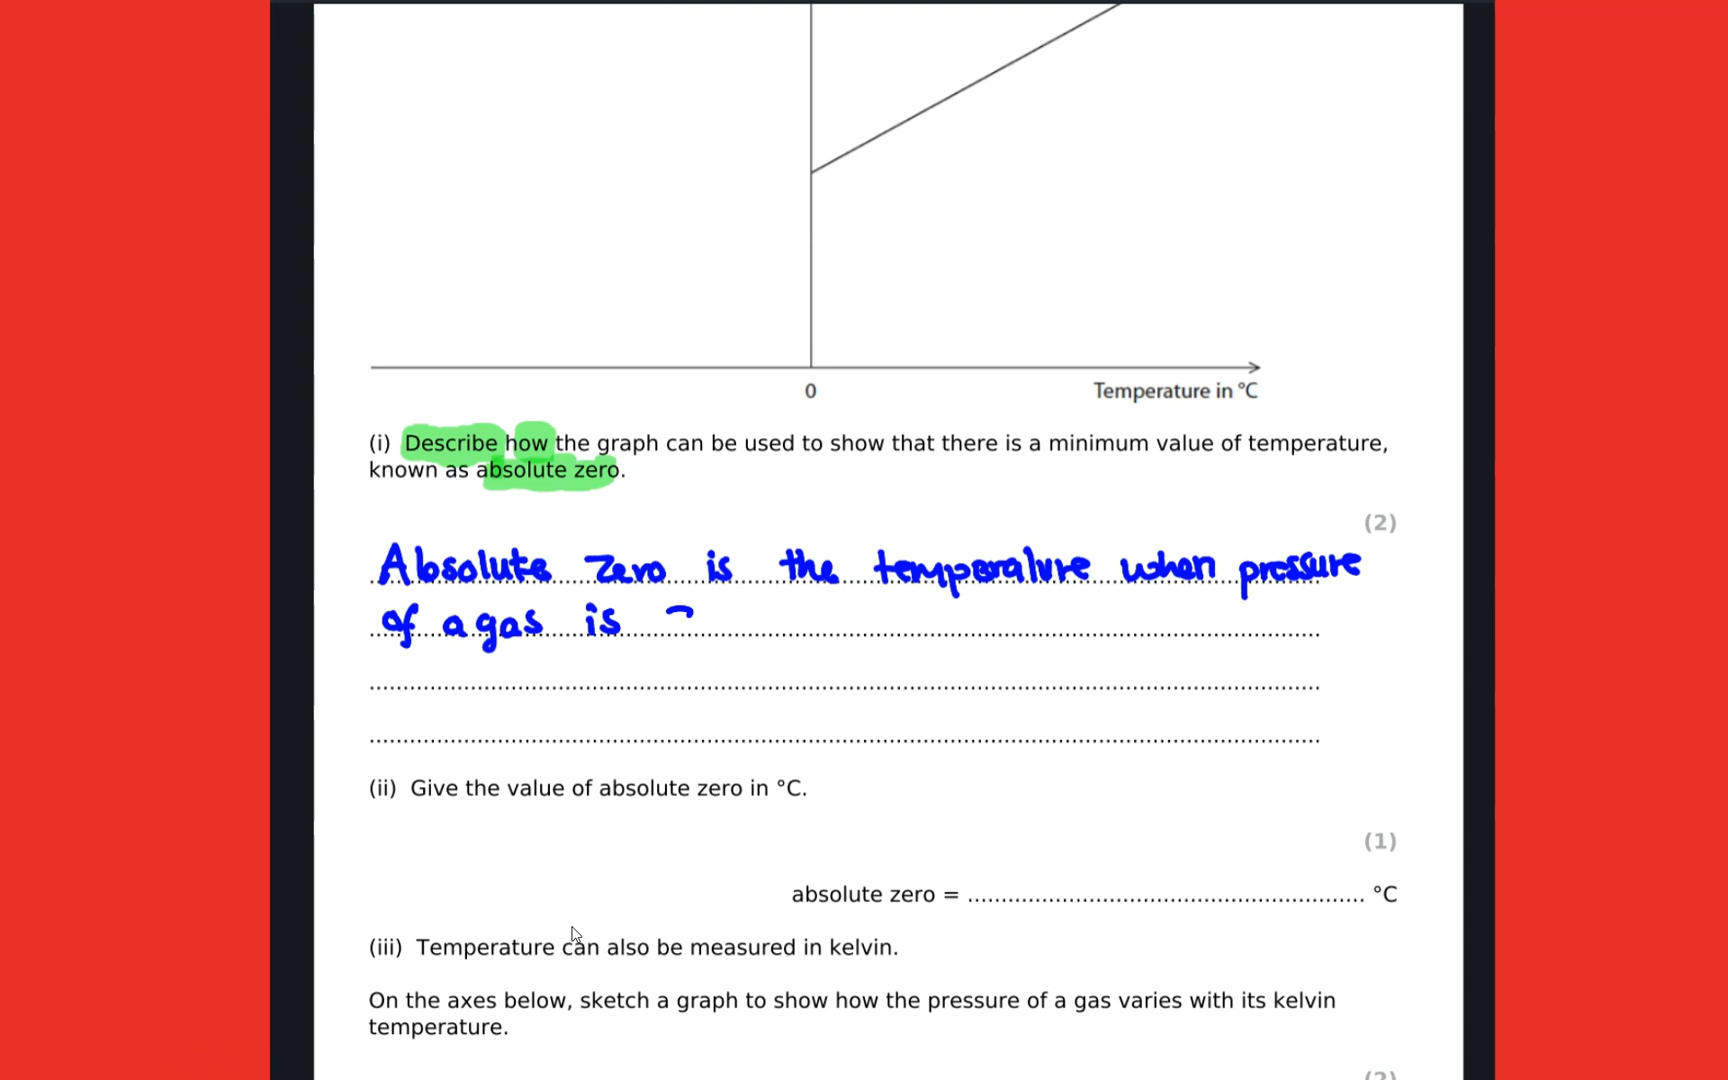 0
Temperature in °C
(i) Describe how the graph can be used to show that there is a minimum value of temperature,
known as absolute zero.
(2)
Absolute zero is the temperature when pressure
of a gas is
(ii) Give the value of absolute zero in °C.
(1)
absolute zero = ............................................................ °C
(iii) Temperature can also be measured in kelvin.
On the axes below, sketch a graph to show how the pressure of a gas varies with its kelvin
temperature.